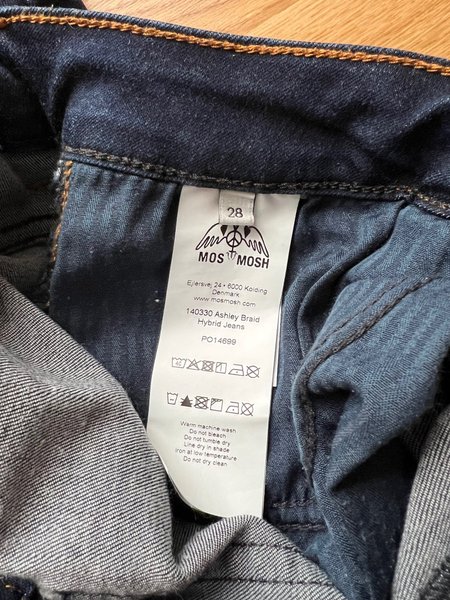 28
MOS MOSH
Ejlersvej 24 • 6000 Kolding
Denmark
www.mosmosh.com
140330 Ashley Braid
Hybrid Jeans
PO14699
Warm machine wash
Do not bleach
Do not tumble dry
Line dry in shade
Iron at low temperature
Do not dry clean